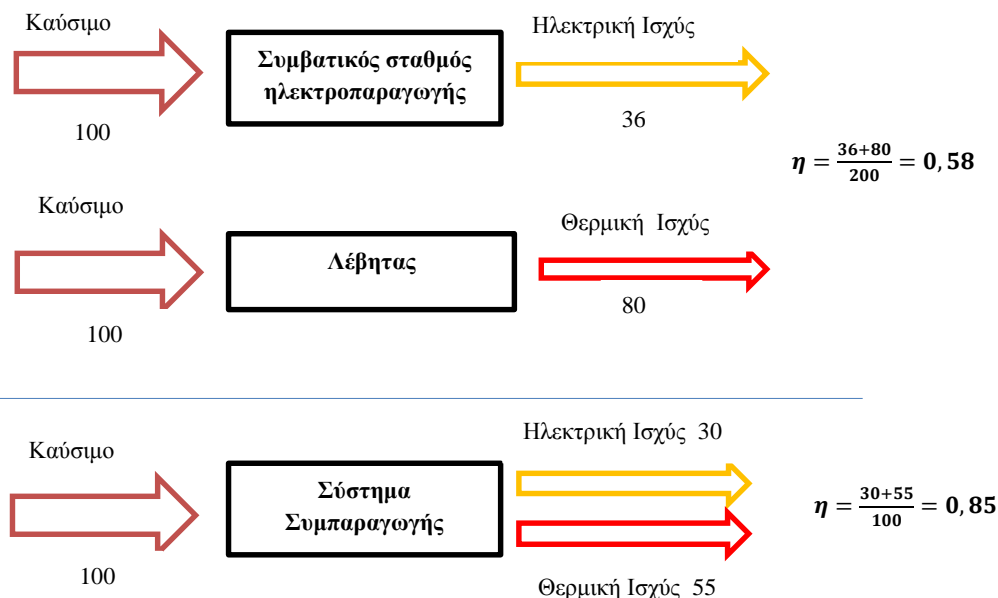 Καύσιμο
Ηλεκτρική Ισχύς
Συμβατικός σταθμός
ηλεκτροπαραγωγής
100
36
η = 36+80/200 = 0, 58
Καύσιμο
Θερμική Ισχύς
Λέβητας
100
80
Ηλεκτρική Ισχύς 30
Καύσιμο
Σύστημα
Συμπαραγωγής
η = 30+55/100 = 0, 85
100
Θερμική Ισχύς 55